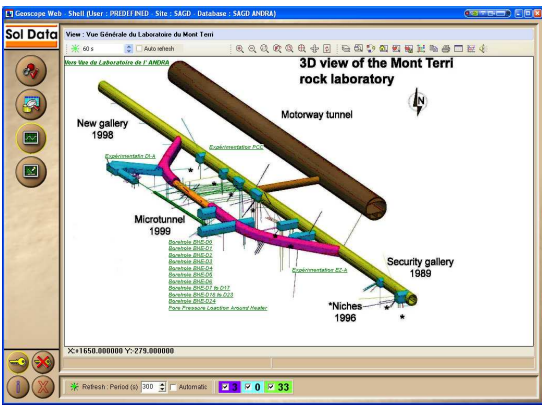 Geoscope Web - Shell (User : PREDEFINED - Site : SAGD - Database : SAGD ANDRA)
Sol Data
View : Vue Générale du Laboratoire du Mont Terri
60 s
Auto refresh
Vers Vue du Laboratoire de l' ANDRA
3D view of the Mont Terri
rock laboratory
N
Motorway tunnel
New gallery
1998
Expérimentation PCE
Expérimentatin DI-A
Microtunnel
1999
Borehole BHE-D0
Borehole BHE-D1
Borehole BHE-D2
Borehole BHE-D3
Borehole BHE-D4
Borehole BHE-D5
Borehole BHE-D6
Borehole BHE-D7 to D17
Borehole BHE-D18 to D23
Borehole BHE-D24
Pore Pressure Loaction Around Heater
Expérimentation EZ-A
Security gallery
1989
*Niches
1996
X:+1650.000000 Y:-279.000000
Refresh : Period (s) 300 Automatic 3 0 33